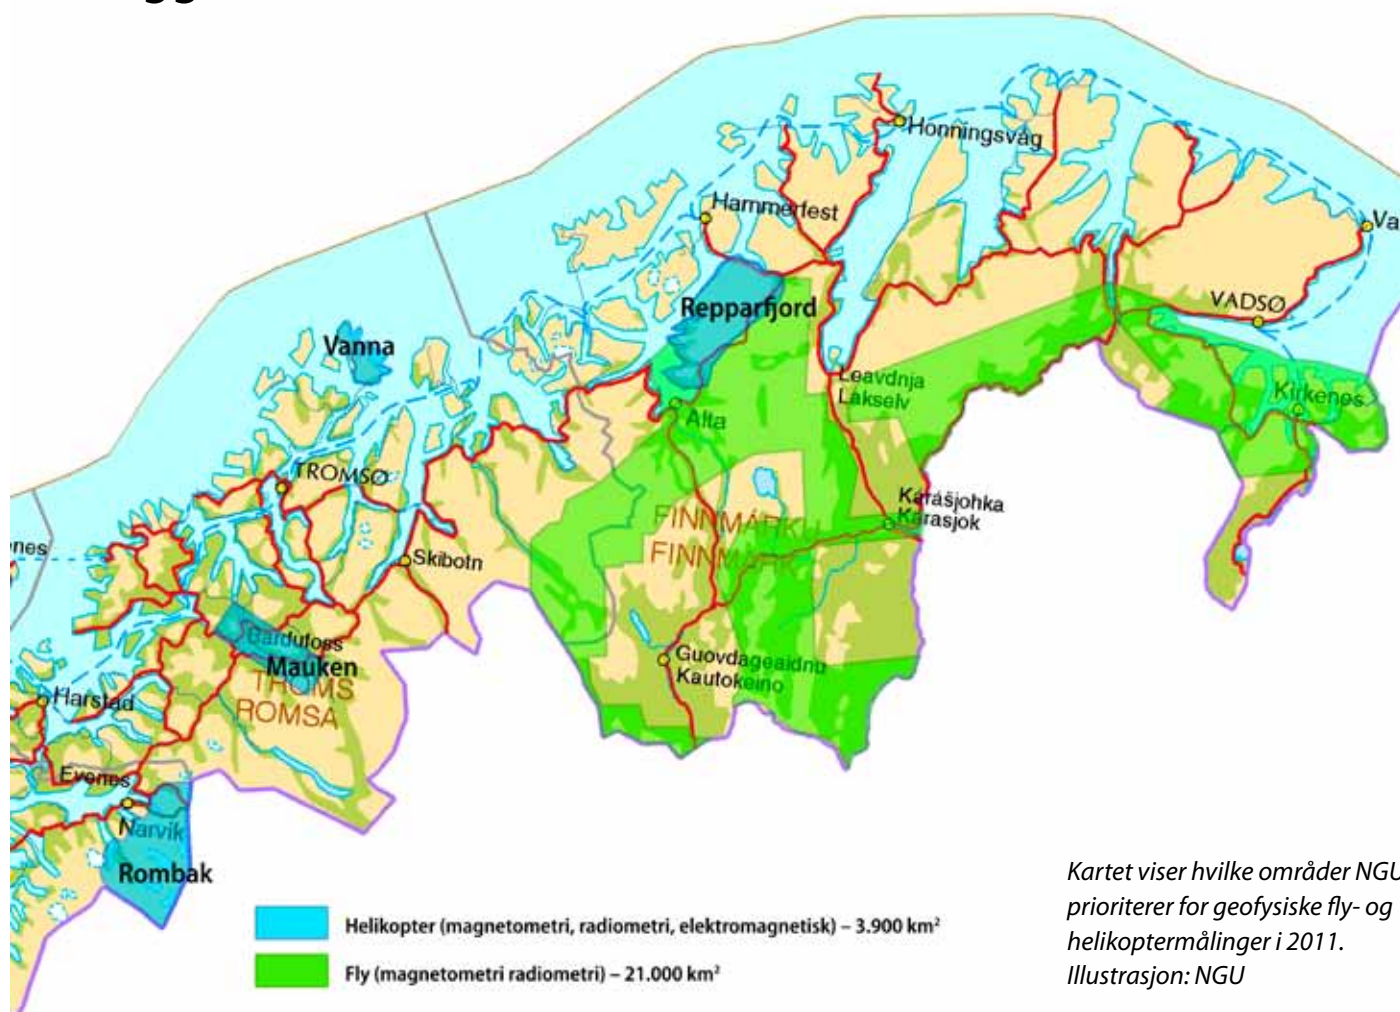 Honningsvåg
Hammerfest
Va
VADSØ
Repparfjord
Vanna
Leavdnja
Lakselv
Kirkenes
Alta
TROMSØ
Kárášjohka
Karasjok
FINNMÁRKU
FINNMARK
nes
Skibotn
Bardufoss
Mauken
Guovdageaidnu
Kautokeino
TROMS
ROMSA
Harstad
Evenes
Narvik
Rombak
Helikopter (magnetometri, radiometri, elektromagnetisk) – 3.900 km²
Fly (magnetometri radiometri) – 21.000 km²
Kartet viser hvilke områder NGU
prioriterer for geofysiske fly- og
helikoptermålinger i 2011.
Illustrasjon: NGU